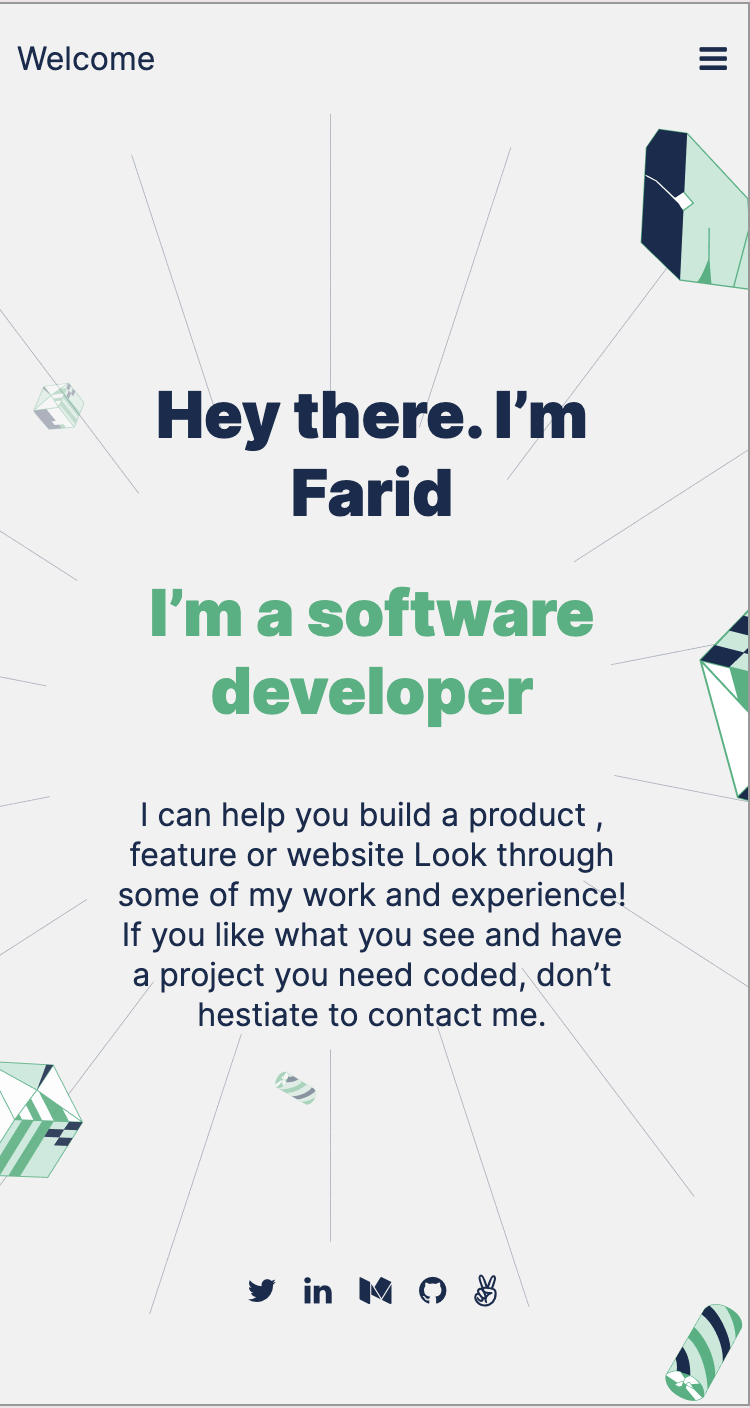 Welcome
Hey there. I’m
Farid
I’m a software
developer
I can help you build a product ,
feature or website Look through
some of my work and experience!
If you like what you see and have
a project you need coded, don’t
hestiate to contact me.